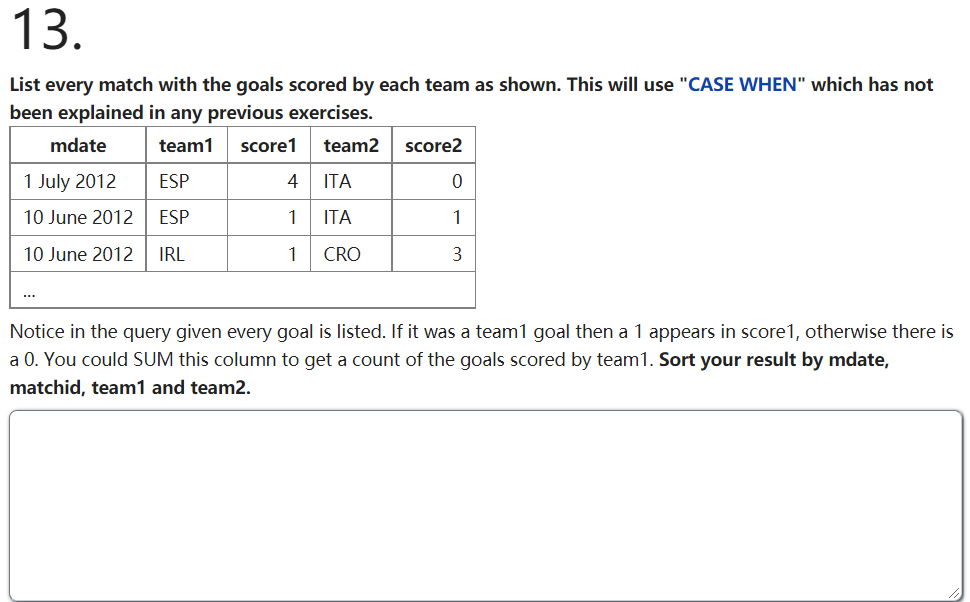 13.
List every match with the goals scored by each team as shown. This will use "CASE WHEN" which has not
been explained in any previous exercises.
mdate team1 score1 team2 score2
1 July 2012 ESP 4 ITA 0
10 June 2012 ESP 1 ITA 1
10 June 2012 IRL 1 CRO 3
...
Notice in the query given every goal is listed. If it was a team1 goal then a 1 appears in score1, otherwise there is
a 0. You could SUM this column to get a count of the goals scored by team1. Sort your result by mdate,
matchid, team1 and team2.